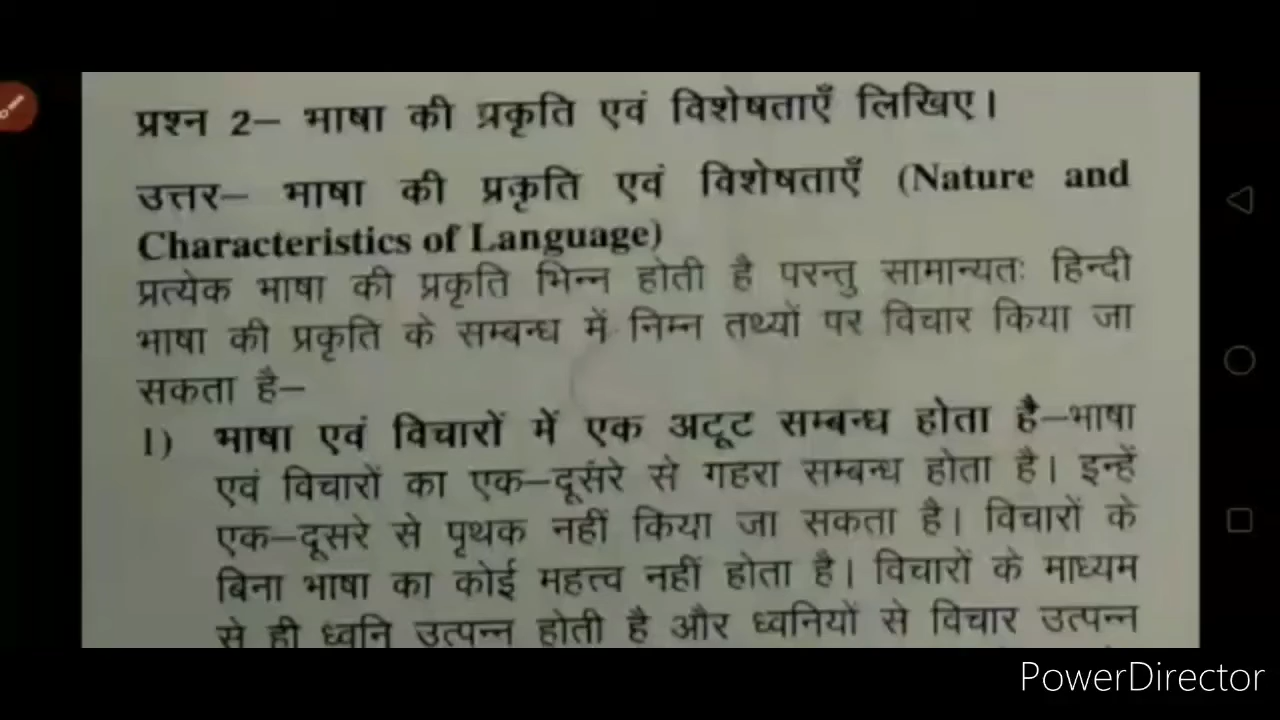 प्रश्न 2– भाषा की प्रकृति एवं विशेषताएँ लिखिए।
उत्तर– भाषा की प्रकृति एवं विशेषताएँ (Nature and
Characteristics of Language)
प्रत्येक भाषा की प्रकृति भिन्न होती है परन्तु सामान्यतः हिन्दी
भाषा की प्रकृति के सम्बन्ध में निम्न तथ्यों पर विचार किया जा
सकता है–
1) भाषा एवं विचारों में एक अटूट सम्बन्ध होता है–भाषा
एवं विचारों का एक–दूसरे से गहरा सम्बन्ध होता है। इन्हें
एक–दूसरे से पृथक नहीं किया जा सकता है। विचारों के
बिना भाषा का कोई महत्व नहीं होता है। विचारों के माध्यम
से ही ध्वनि उत्पन्न होती है और ध्वनियों से विचार उत्पन्न
PowerDirector